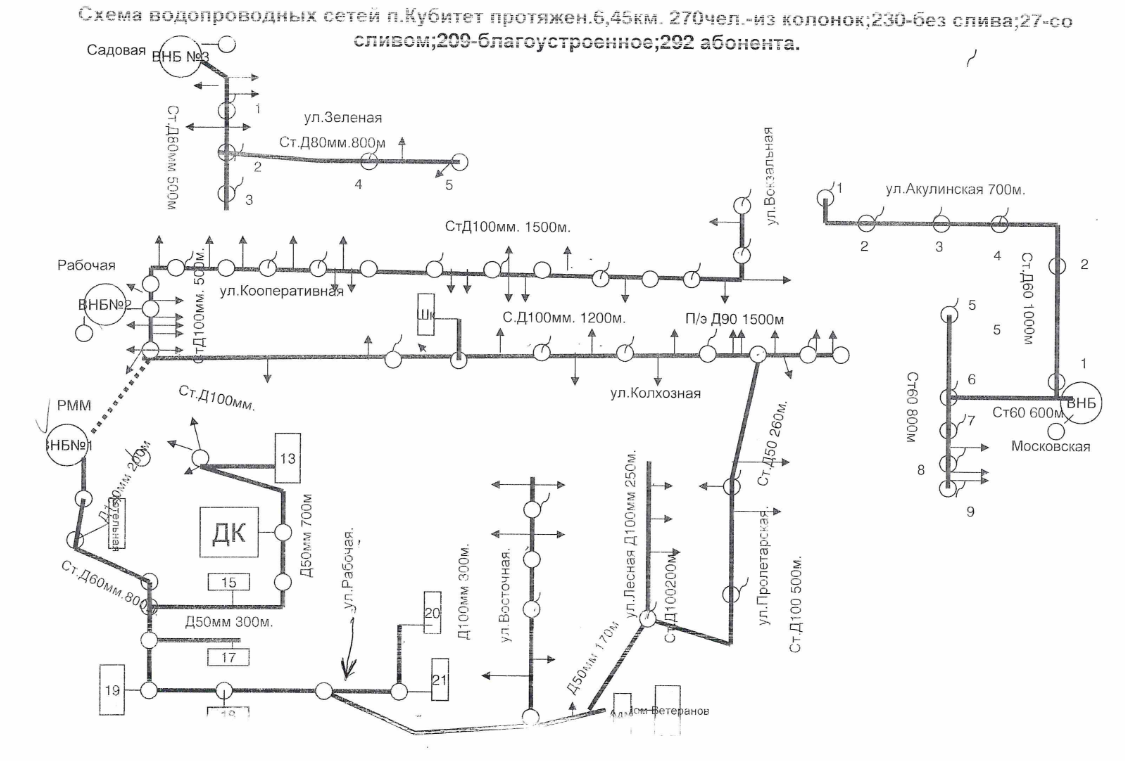 Схема водопроводных сетей п.Кубитет протяжен.6,45км. 270чел.-из колонок;230-без слива;27-со
сливом;209-благоустроенное;292 абонента.
Садовая
ВНБ №3
1
ул.Зеленая
Ст.Д80мм.800м
Ст.Д80мм 500м
2
3
4
5
ул.Вокзальная
1
ул.Акулинская 700м.
2
3
4
СтД100мм. 1500м.
Рабочая
ул.Кооперативная
СтД100мм. 500м.
ВНБ№2
Шк
С.Д100мм. 1200м.
П/э Д90 1500м
Ст.Д60 1000м
2
5
5
1
6
ул.Колхозная
Ст60 600м
ВНБ
Московская
Ст60 800м
7
8
9
Ст.Д100мм.
РММ
ВНБ№1
13
ДК
Д50мм 700м
Ст.Д60мм.800м
15
Д50мм 300м.
17
19
ул.Рабочая.
20
21
Д100мм 300м.
ул.Восточная.
ул.Лесная Д100мм 250м.
СтД100200м
Д50мм 170м
Ст.Д50 260м.
ул.Пролетарская.
Ст.Д100 500м.
Дом Ветеранов